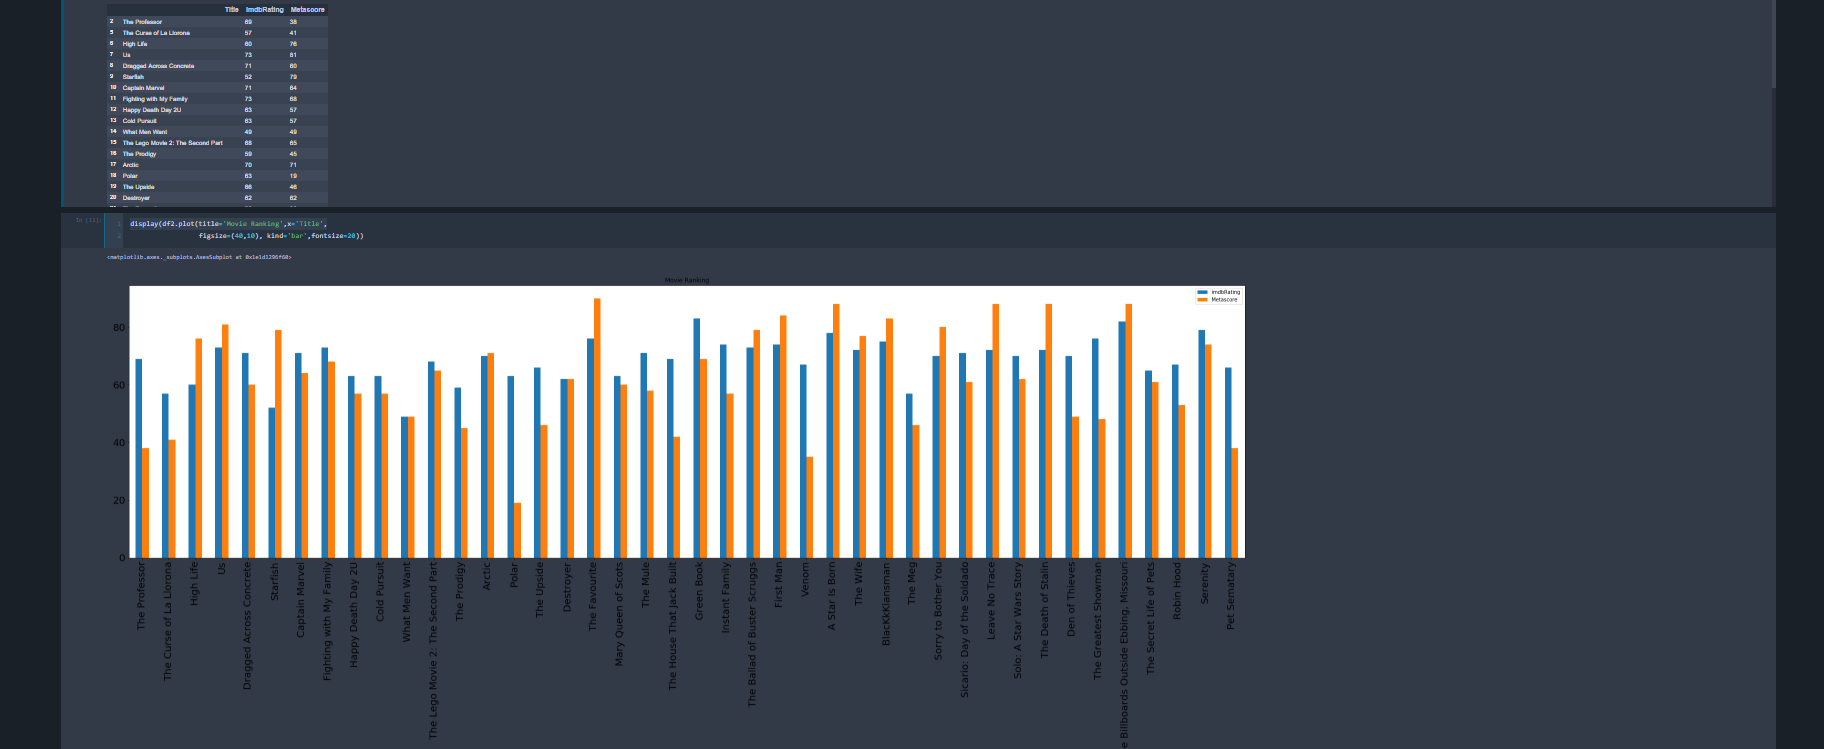 Title ImdbRating Metascore
2 The Professor 69 38
5 The Curse of La Llorona 57 41
6 High Life 60 76
7 Us 73 81
8 Dragged Across Concrete 71 60
9 Starfish 52 79
10 Captain Marvel 71 64
11 Fighting with My Family 73 68
12 Happy Death Day 2U 63 57
13 Cold Pursuit 63 57
14 What Men Want 49 49
15 The Lego Movie 2: The Second Part 68 65
16 The Prodigy 59 45
17 Arctic 70 71
18 Polar 63 19
19 The Upside 66 46
20 Destroyer 62 62
In [11]:
1 display(df2.plot(title='Movie Ranking',x='Title',
2 figsize=(40,10), kind='bar',fontsize=20))
<matplotlib.axes._subplots.AxesSubplot at 0x1e1d1296f68>
Movie Ranking
imdbRating
Metascore
80
60
40
20
0
The Professor
The Curse of La Llorona
High Life
Us
Dragged Across Concrete
Starfish
Captain Marvel
Fighting with My Family
Happy Death Day 2U
Cold Pursuit
What Men Want
The Lego Movie 2: The Second Part
The Prodigy
Arctic
Polar
The Upside
Destroyer
The Favourite
Mary Queen of Scots
The Mule
The House That Jack Built
Green Book
Instant Family
The Ballad of Buster Scruggs
First Man
Venom
A Star Is Born
The Wife
BlacKkKlansman
The Meg
Sorry to Bother You
Sicario: Day of the Soldado
Leave No Trace
Solo: A Star Wars Story
The Death of Stalin
Den of Thieves
The Greatest Showman
e Billboards Outside Ebbing, Missouri
The Secret Life of Pets
Robin Hood
Serenity
Pet Sematary